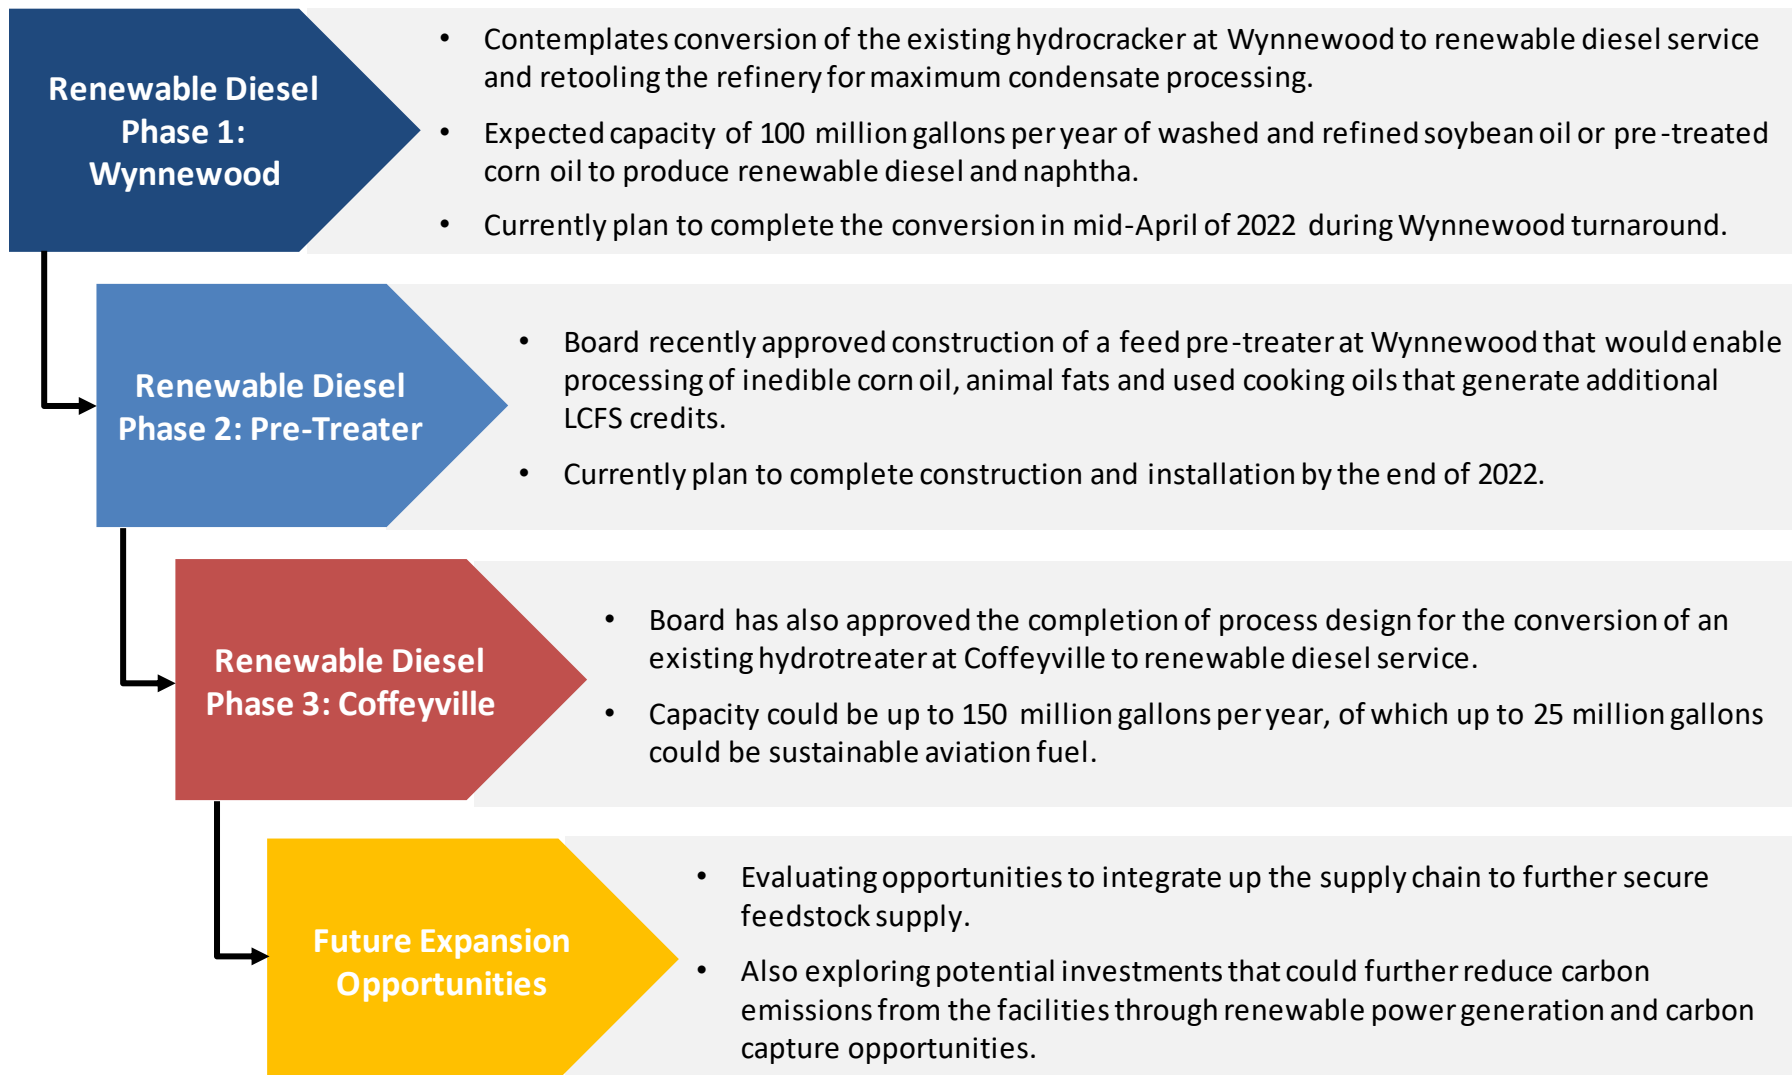 Renewable Diesel
Phase 1:
Wynnewood
• Contemplates conversion of the existing hydrocracker at Wynnewood to renewable diesel service
and retooling the refinery for maximum condensate processing.
• Expected capacity of 100 million gallons per year of washed and refined soybean oil or pre-treated
corn oil to produce renewable diesel and naphtha.
• Currently plan to complete the conversion in mid-April of 2022 during Wynnewood turnaround.
Renewable Diesel
Phase 2: Pre-Treater
• Board recently approved construction of a feed pre-treater at Wynnewood that would enable
processing of inedible corn oil, animal fats and used cooking oils that generate additional
LCFS credits.
• Currently plan to complete construction and installation by the end of 2022.
Renewable Diesel
Phase 3: Coffeyville
• Board has also approved the completion of process design for the conversion of an
existing hydrotreater at Coffeyville to renewable diesel service.
• Capacity could be up to 150 million gallons per year, of which up to 25 million gallons
could be sustainable aviation fuel.
Future Expansion
Opportunities
• Evaluating opportunities to integrate up the supply chain to further secure
feedstock supply.
• Also exploring potential investments that could further reduce carbon
emissions from the facilities through renewable power generation and carbon
capture opportunities.